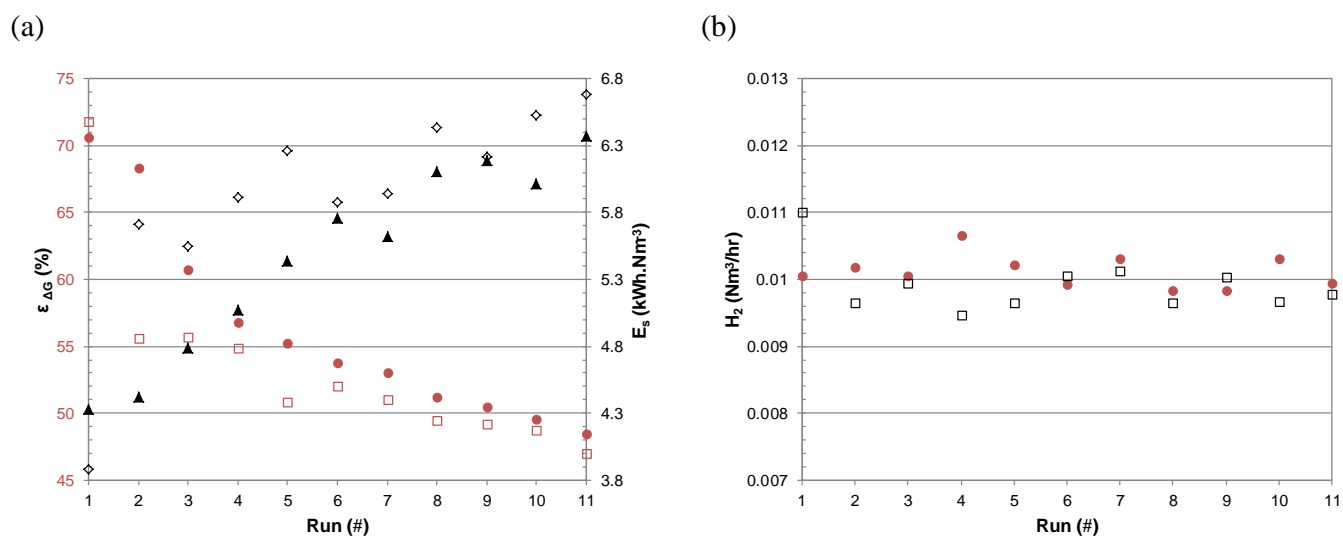 (a)
75
70
65
60
55
50
45
ε ΔG (%)
6.8
6.3
5.8
5.3
4.8
4.3
3.8
Es (kWh.Nm-3)
1 2 3 4 5 6 7 8 9 10 11
Run (#)
(b)
0.013
0.012
0.011
0.01
0.009
0.008
0.007
H2 (Nm3/hr)
1 2 3 4 5 6 7 8 9 10 11
Run (#)